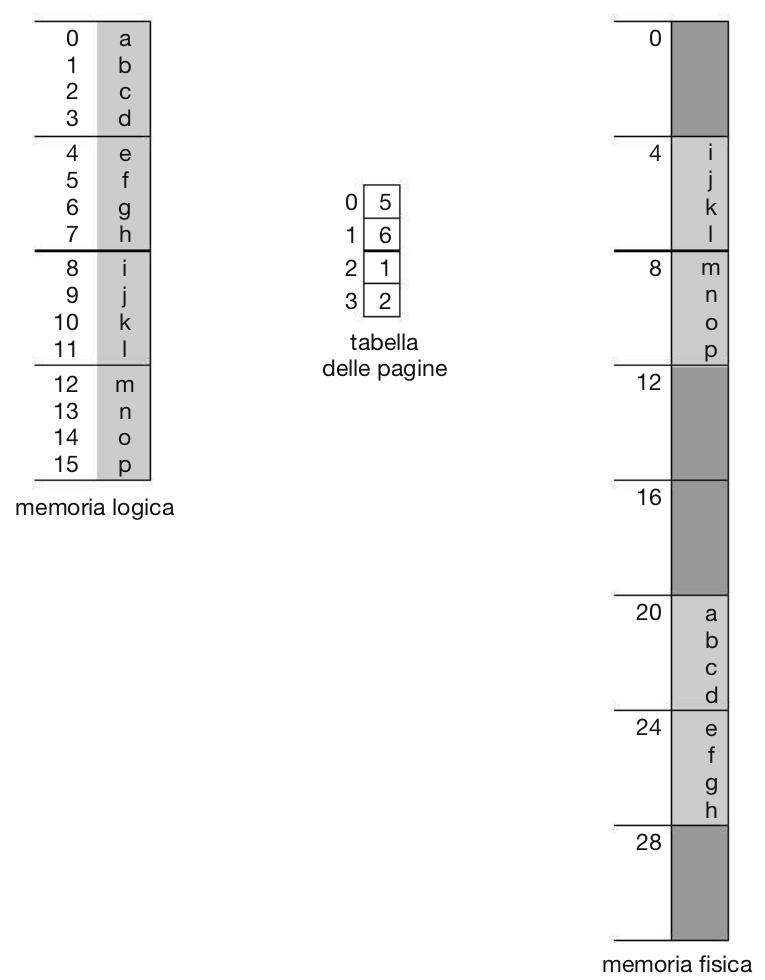 0 a
1 b
2 c
3 d
4 e
5 f
6 g
7 h
8 i
9 j
10 k
11 l
12 m
13 n
14 o
15 p
memoria logica
0 5
1 6
2 1
3 2
tabella
delle pagine
0
4 i
j
k
l
8 m
n
o
p
12
16
20 a
b
c
d
24 e
f
g
h
28
memoria fisica